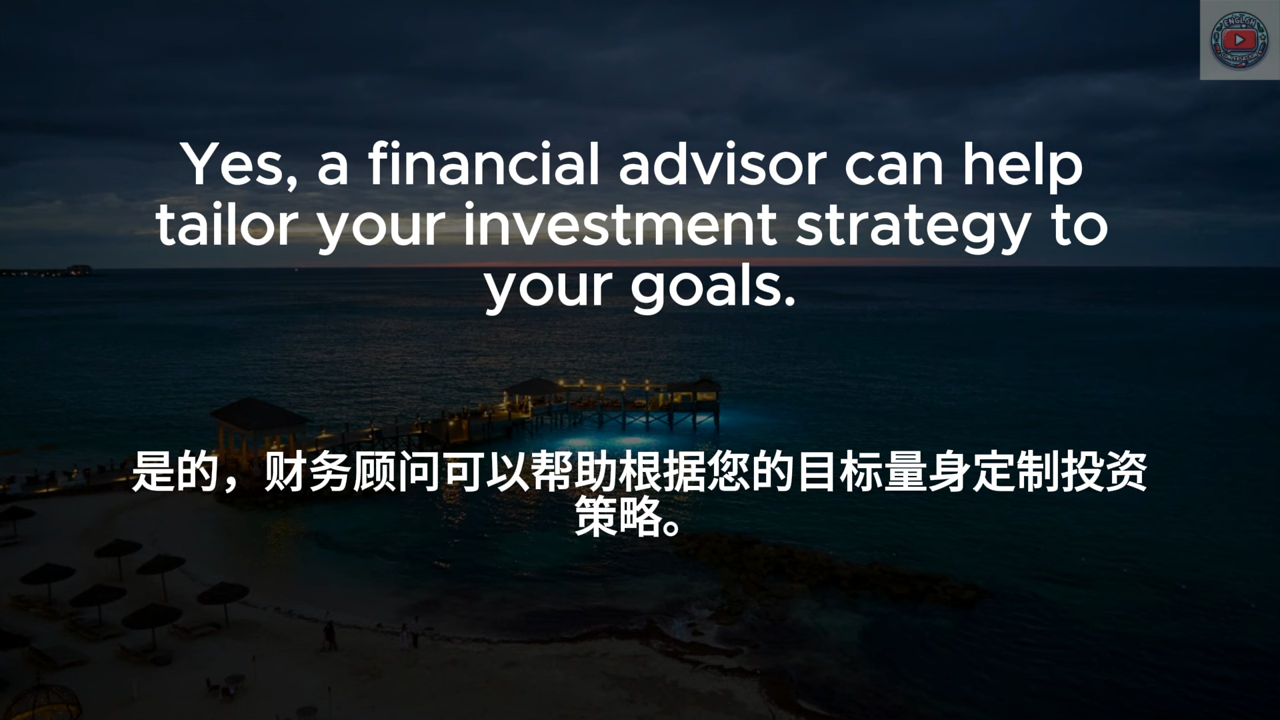 Yes, a financial advisor can help
tailor your investment strategy to
your goals.
是的，财务顾问可以帮助根据您的目标量身定制投资
策略。
ENGLISH